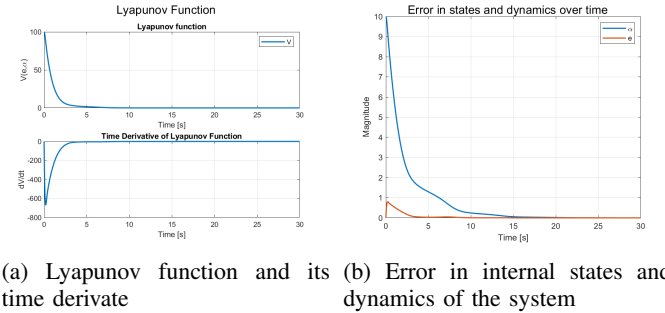 Lyapunov Function
Lyapunov function
V
V(e,α)
100
50
0
0 5 10 15 20 25 30
Time [s]
Time Derivative of Lyapunov Function
dV/dt
0
-200
-400
-600
-800
0 5 10 15 20 25 30
Time [s]
Error in states and dynamics over time
α
e
Magnitude
10
9
8
7
6
5
4
3
2
1
0
0 5 10 15 20 25 30
Time [s]
(a) Lyapunov function and its
time derivate
(b) Error in internal states and
dynamics of the system